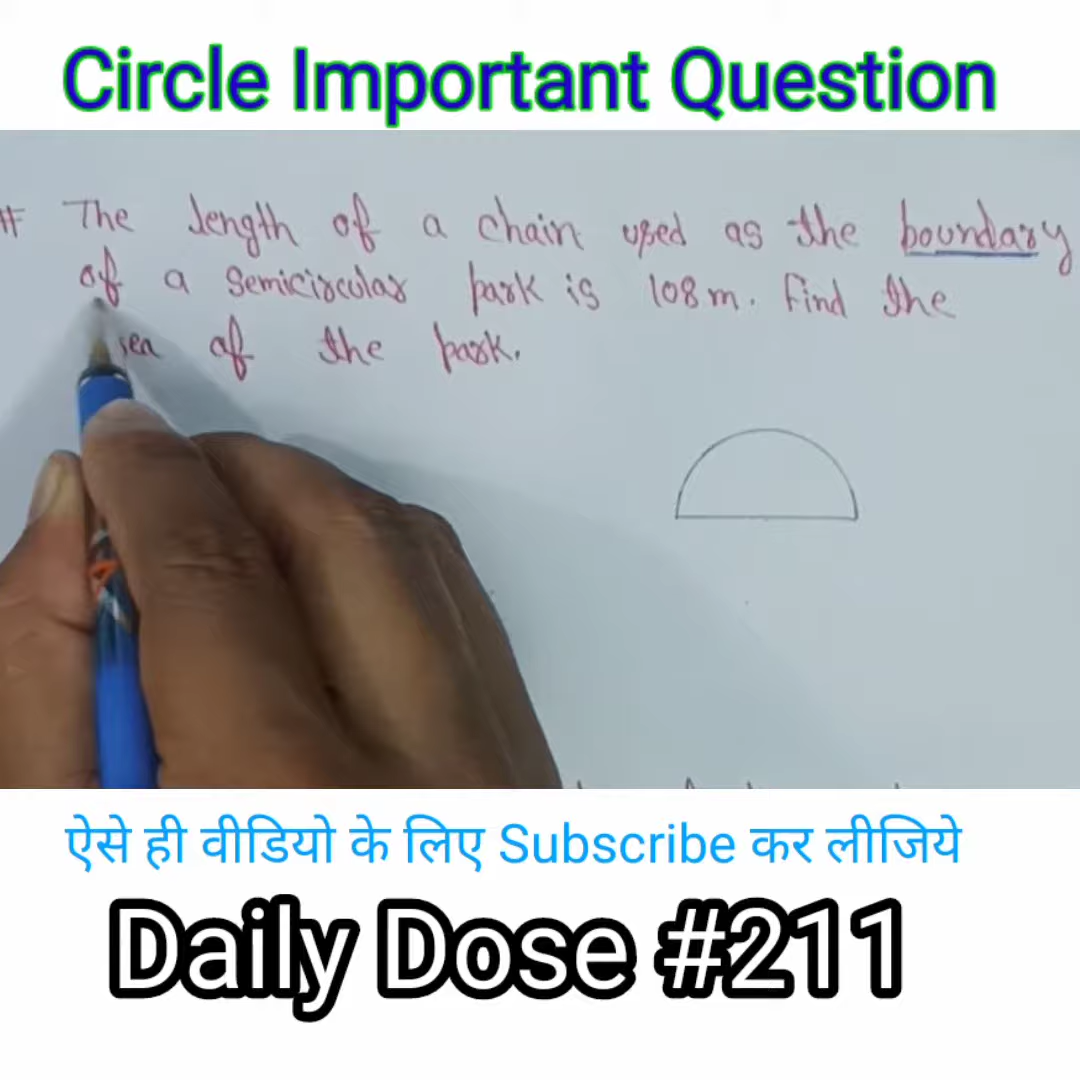 Circle Important Question
# The length of a chain used as the boundary
of a semicircular park is 108m. Find the
of the park.
ऐसे ही वीडियो के लिए Subscribe कर लीजिये
Daily Dose #211